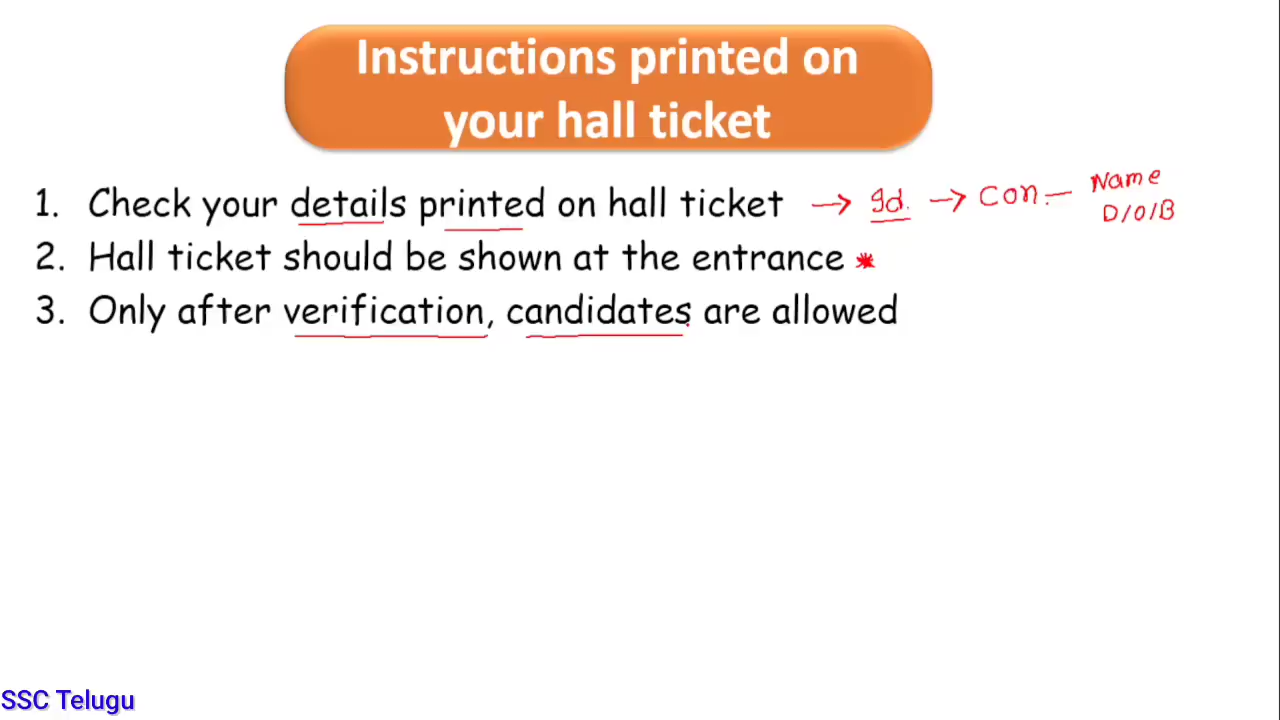 Instructions printed on
your hall ticket
1. Check your details printed on hall ticket → Id. → Con. — Name
D/O/B
2. Hall ticket should be shown at the entrance *
3. Only after verification, candidates are allowed
SSC Telugu